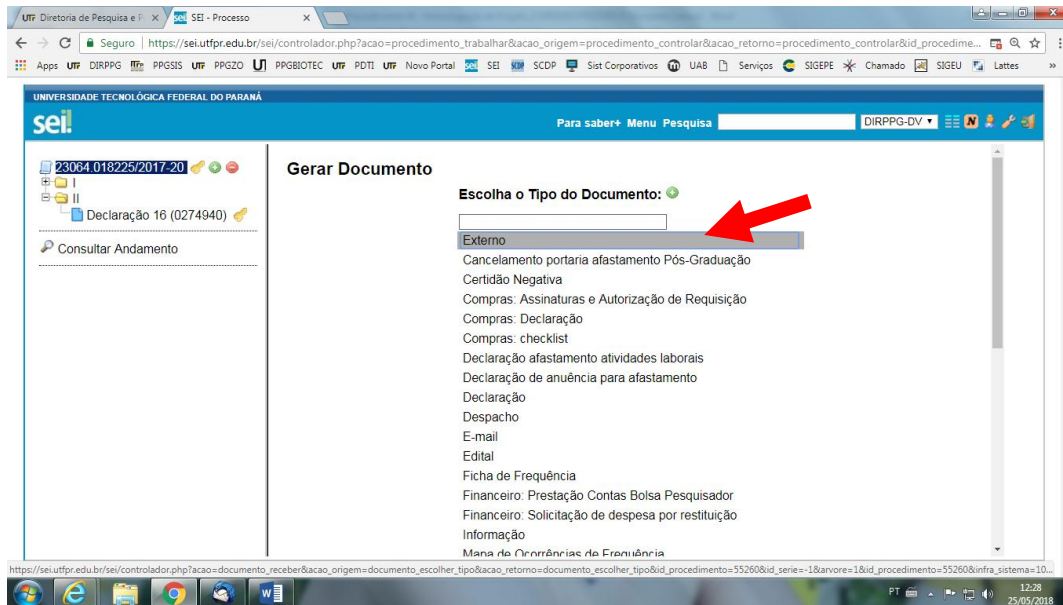 UTF Diretoria de Pesquisa e P ×
sei SEI - Processo ×
Seguro | https://sei.utfpr.edu.br/sei/controlador.php?acao=procedimento_trabalhar&acao_origem=procedimento_controlar&acao_retorno=procedimento_controlar&id_procedime...
Apps UTF DIRPPG PPGSIS UTF PPGZO PPGBIOTEC UTF PDTI UTF Novo Portal sei SEI SCDP Sist Corporativos UAB Serviços SIGEPE Chamado SIGEU Lattes »
UNIVERSIDADE TECNOLÓGICA FEDERAL DO PARANÁ
sei!
Para saber+ Menu Pesquisa DIRPPG-DV N
23064.018225/2017-20
I
II
Declaração 16 (0274940)
Consultar Andamento
Gerar Documento
Escolha o Tipo do Documento:
Externo
Cancelamento portaria afastamento Pós-Graduação
Certidão Negativa
Compras: Assinaturas e Autorização de Requisição
Compras: Declaração
Compras: checklist
Declaração afastamento atividades laborais
Declaração de anuência para afastamento
Declaração
Despacho
E-mail
Edital
Ficha de Frequência
Financeiro: Prestação Contas Bolsa Pesquisador
Financeiro: Solicitação de despesa por restituição
Informação
Mapa de Ocorrências de Frequência
https://sei.utfpr.edu.br/sei/controlador.php?acao=documento_receber&acao_origem=documento_escolher_tipo&acao_retorno=documento_escolher_tipo&id_procedimento=55260&id_serie=-1&arvore=1&id_procedimento=55260&infra_sistema=10...
PT
12:28
25/05/2018